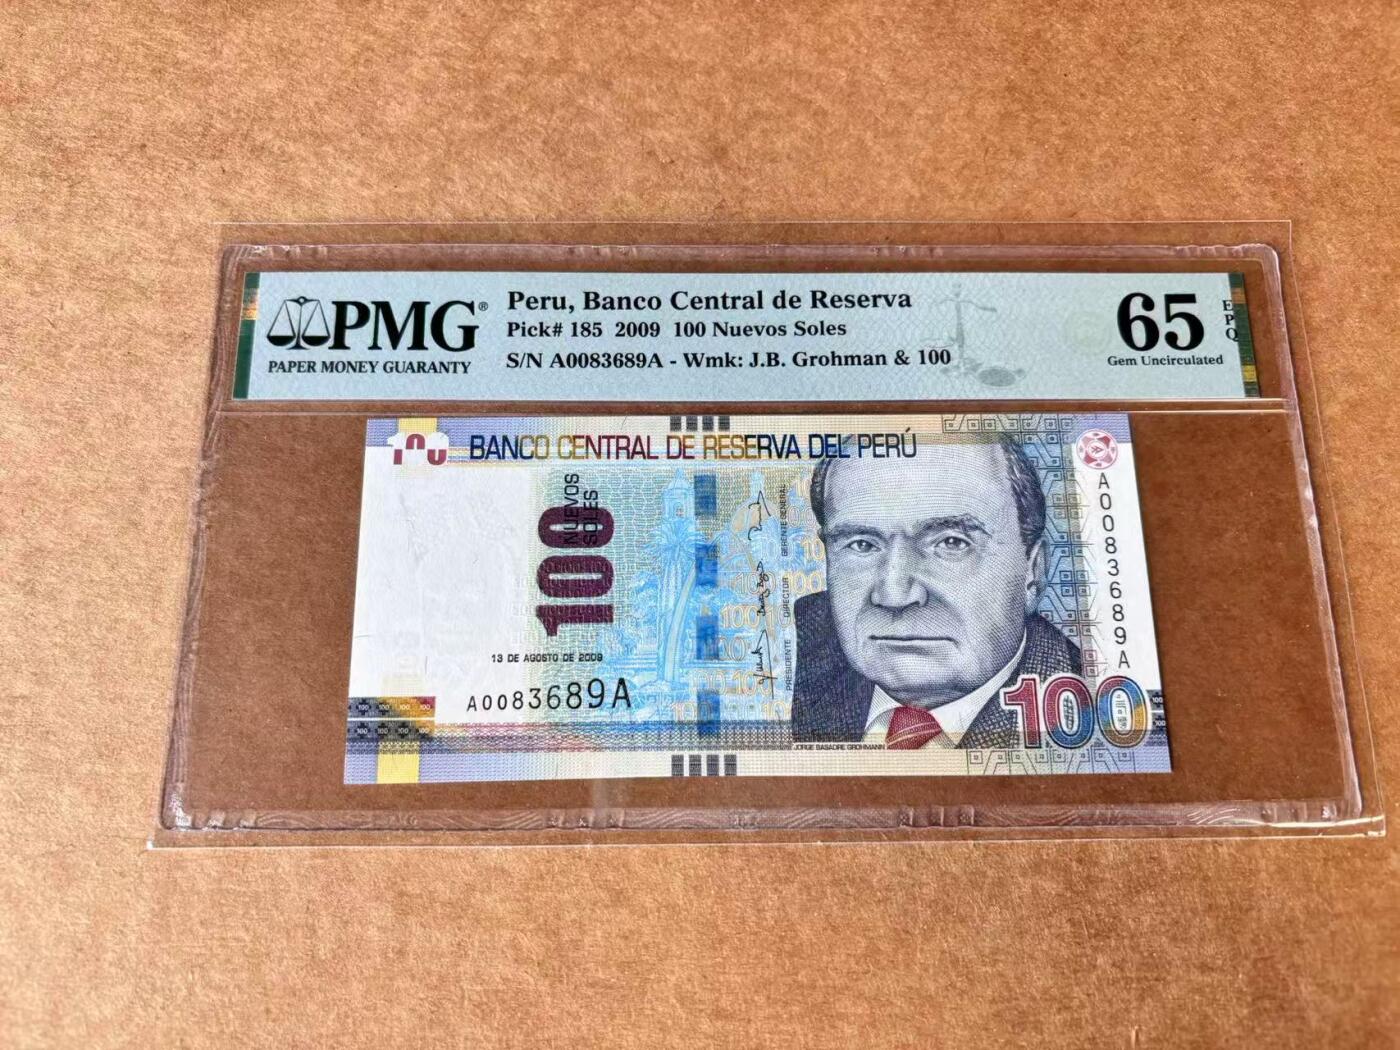 PMG®
PAPER MONEY GUARANTY
Peru, Banco Central de Reserva
Pick# 185 2009 100 Nuevos Soles
S/N A0083689A - Wmk: J.B. Grohman & 100
65
EPQ
Gem Uncirculated
100
BANCO CENTRAL DE RESERVA DEL PERÚ
100
NUEVOS
SOLES
13 DE AGOSTO DE 2009
A0083689A
PRESIDENTE
DIRECTOR
GERENTE GENERAL
JORGE BASADRE GROHMANN
A0083689A
100